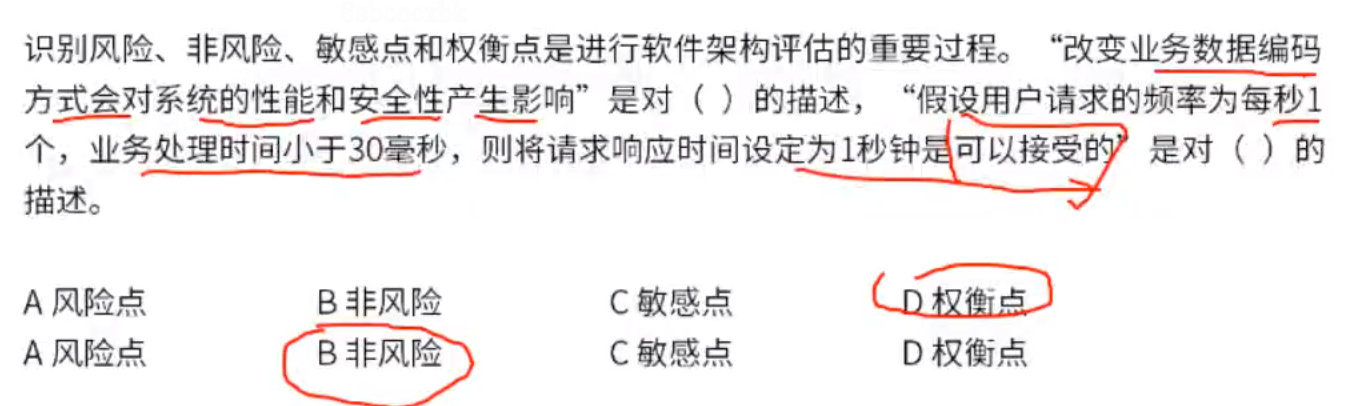 识别风险、非风险、敏感点和权衡点是进行软件架构评估的重要过程。“改变业务数据编码
方式会对系统的性能和安全性产生影响”是对（ ）的描述，“假设用户请求的频率为每秒1
个，业务处理时间小于30毫秒，则将请求响应时间设定为1秒钟是可以接受的”是对（ ）的
描述。
A 风险点 B 非风险 C 敏感点 D 权衡点
A 风险点 B 非风险 C 敏感点 D 权衡点